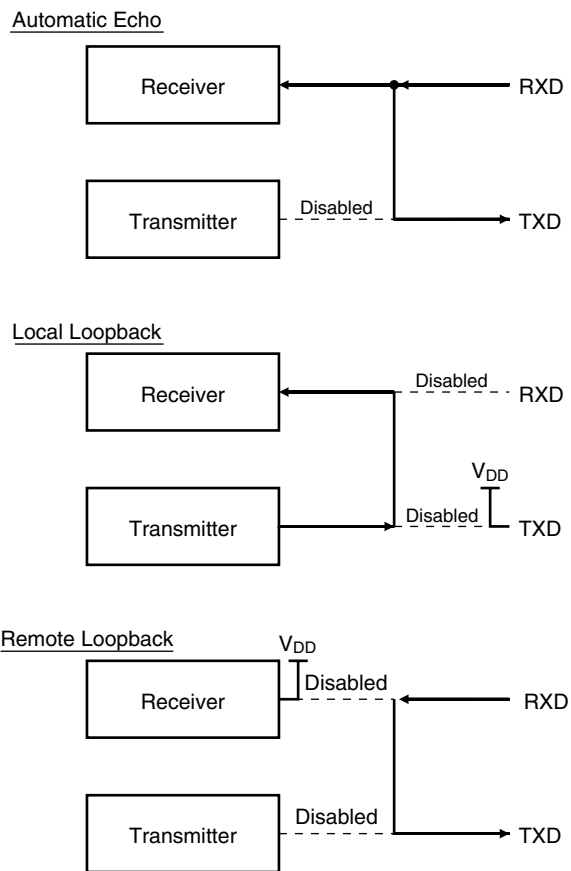 Automatic Echo
Receiver
RXD
Transmitter
Disabled
TXD
Local Loopback
Receiver
Disabled
RXD
VDD
Transmitter
Disabled
TXD
Remote Loopback
VDD
Receiver
Disabled
RXD
Transmitter
Disabled
TXD